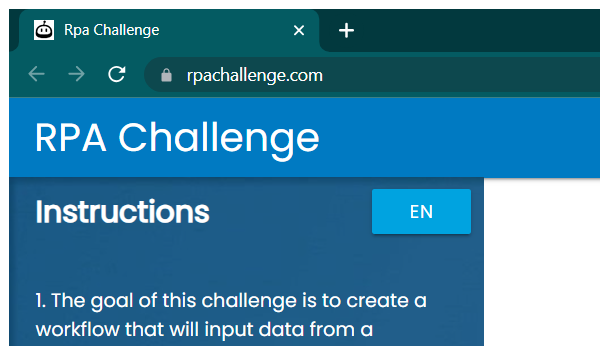 Rpa Challenge
rpachallenge.com
RPA Challenge
Instructions
EN
1. The goal of this challenge is to create a
workflow that will input data from a